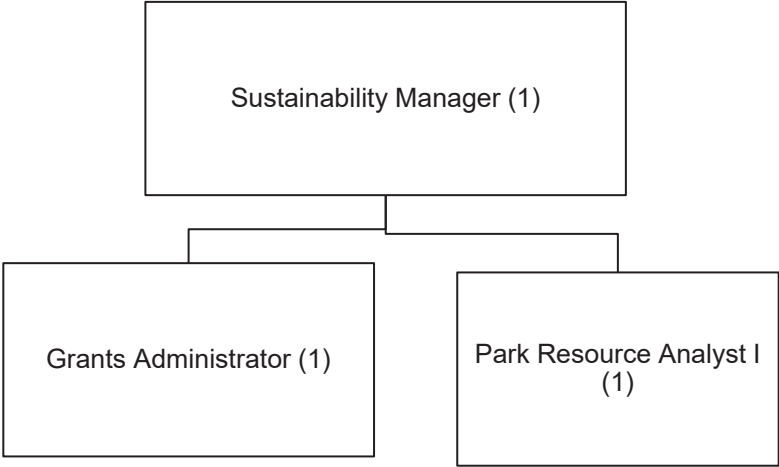 Sustainability Manager (1)
Grants Administrator (1)
Park Resource Analyst I
(1)